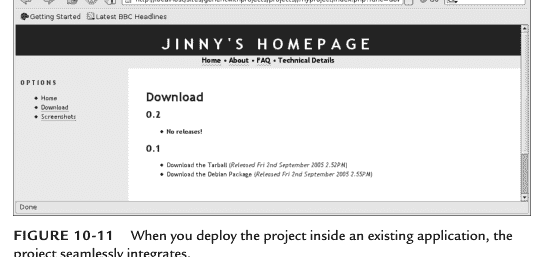 Getting Started Latest BBC Headlines
JINNY'S HOMEPAGE
Home • About • FAQ • Technical Details
OPTIONS
Home
Download
Screenshots
Download
0.2
No releases!
0.1
Download the Tarball (Released Fri 2nd September 2005 2.52PM)
Download the Debian Package (Released Fri 2nd September 2005 2.55PM)
Done
FIGURE 10-11 When you deploy the project inside an existing application, the
project seamlessly integrates.